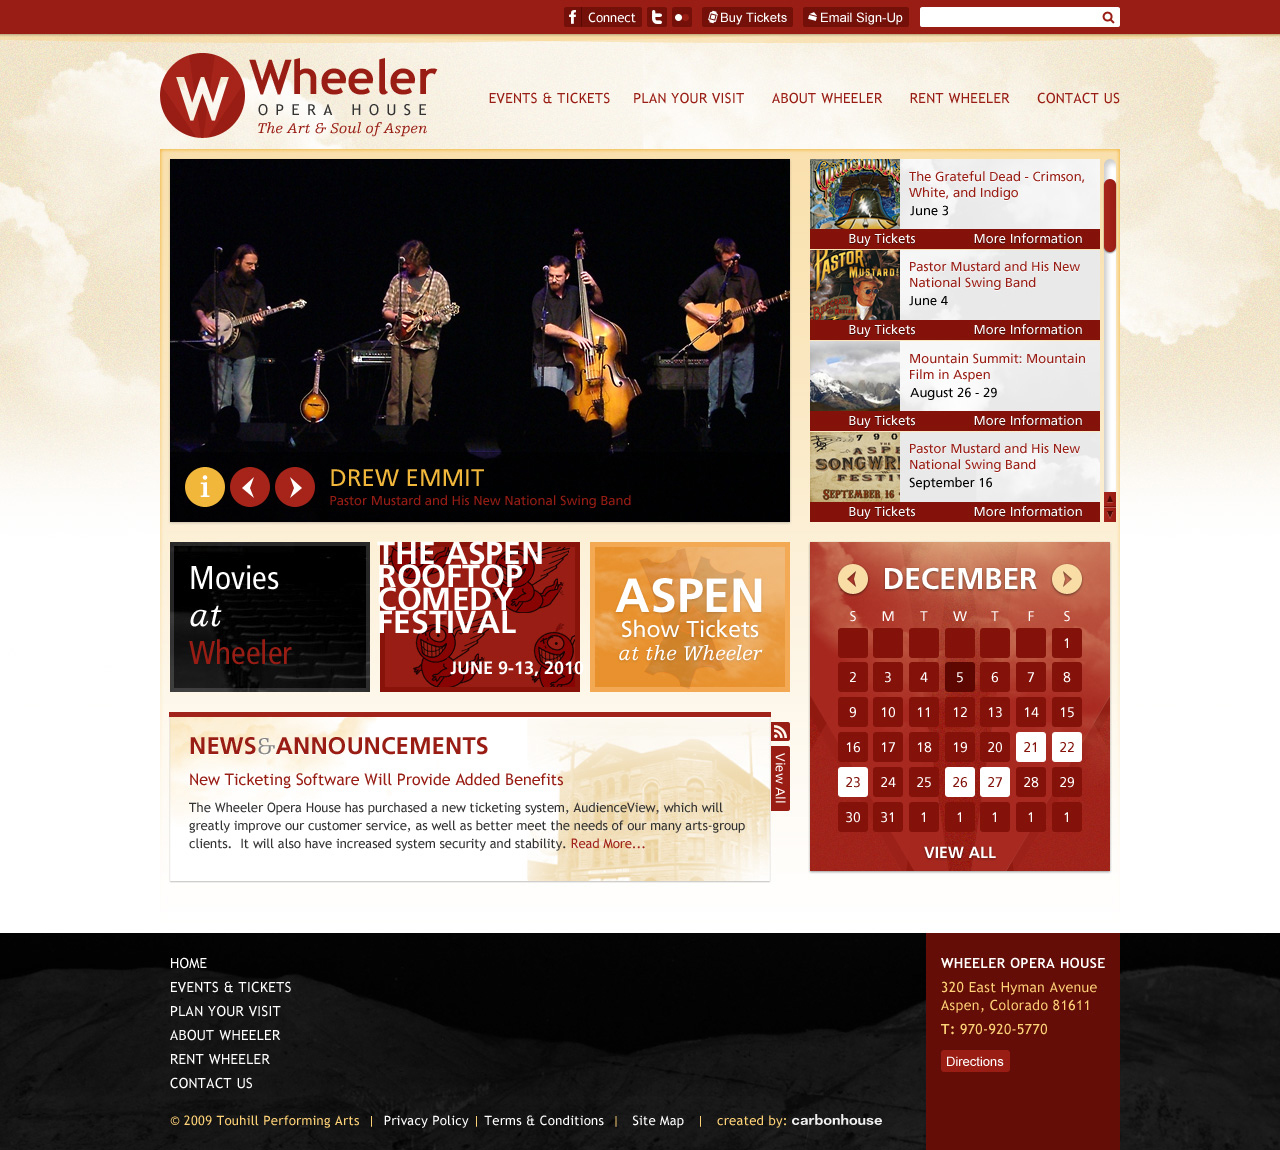 Connect
Buy Tickets
Email Sign-Up
W
Wheeler
OPERA HOUSE
The Art & Soul of Aspen
EVENTS & TICKETS
PLAN YOUR VISIT
ABOUT WHEELER
RENT WHEELER
CONTACT US
DREW EMMIT
Pastor Mustard and His New National Swing Band
The Grateful Dead - Crimson,
White, and Indigo
June 3
Buy Tickets
More Information
PASTOR
MUSTARD!
Pastor Mustard and His New
National Swing Band
June 4
Buy Tickets
More Information
Mountain Summit: Mountain
Film in Aspen
August 26 - 29
Buy Tickets
More Information
SEPTEMBER 16
Pastor Mustard and His New
National Swing Band
September 16
Buy Tickets
More Information
Movies
at
Wheeler
THE ASPEN
ROOFTOP
COMEDY
FESTIVAL
JUNE 9-13, 2010
ASPEN
Show Tickets
at the Wheeler
DECEMBER
S M T W T F S
1
2 3 4 5 6 7 8
9 10 11 12 13 14 15
16 17 18 19 20 21 22
23 24 25 26 27 28 29
30 31 1 1 1 1 1
VIEW ALL
NEWS&ANNOUNCEMENTS
New Ticketing Software Will Provide Added Benefits
The Wheeler Opera House has purchased a new ticketing system, AudienceView, which will
greatly improve our customer service, as well as better meet the needs of our many arts-group
clients.  It will also have increased system security and stability. Read More...
View All
HOME
EVENTS & TICKETS
PLAN YOUR VISIT
ABOUT WHEELER
RENT WHEELER
CONTACT US
© 2009 Touhill Performing Arts | Privacy Policy | Terms & Conditions | Site Map | created by: carbonhouse
WHEELER OPERA HOUSE
320 East Hyman Avenue
Aspen, Colorado 81611
T: 970-920-5770
Directions